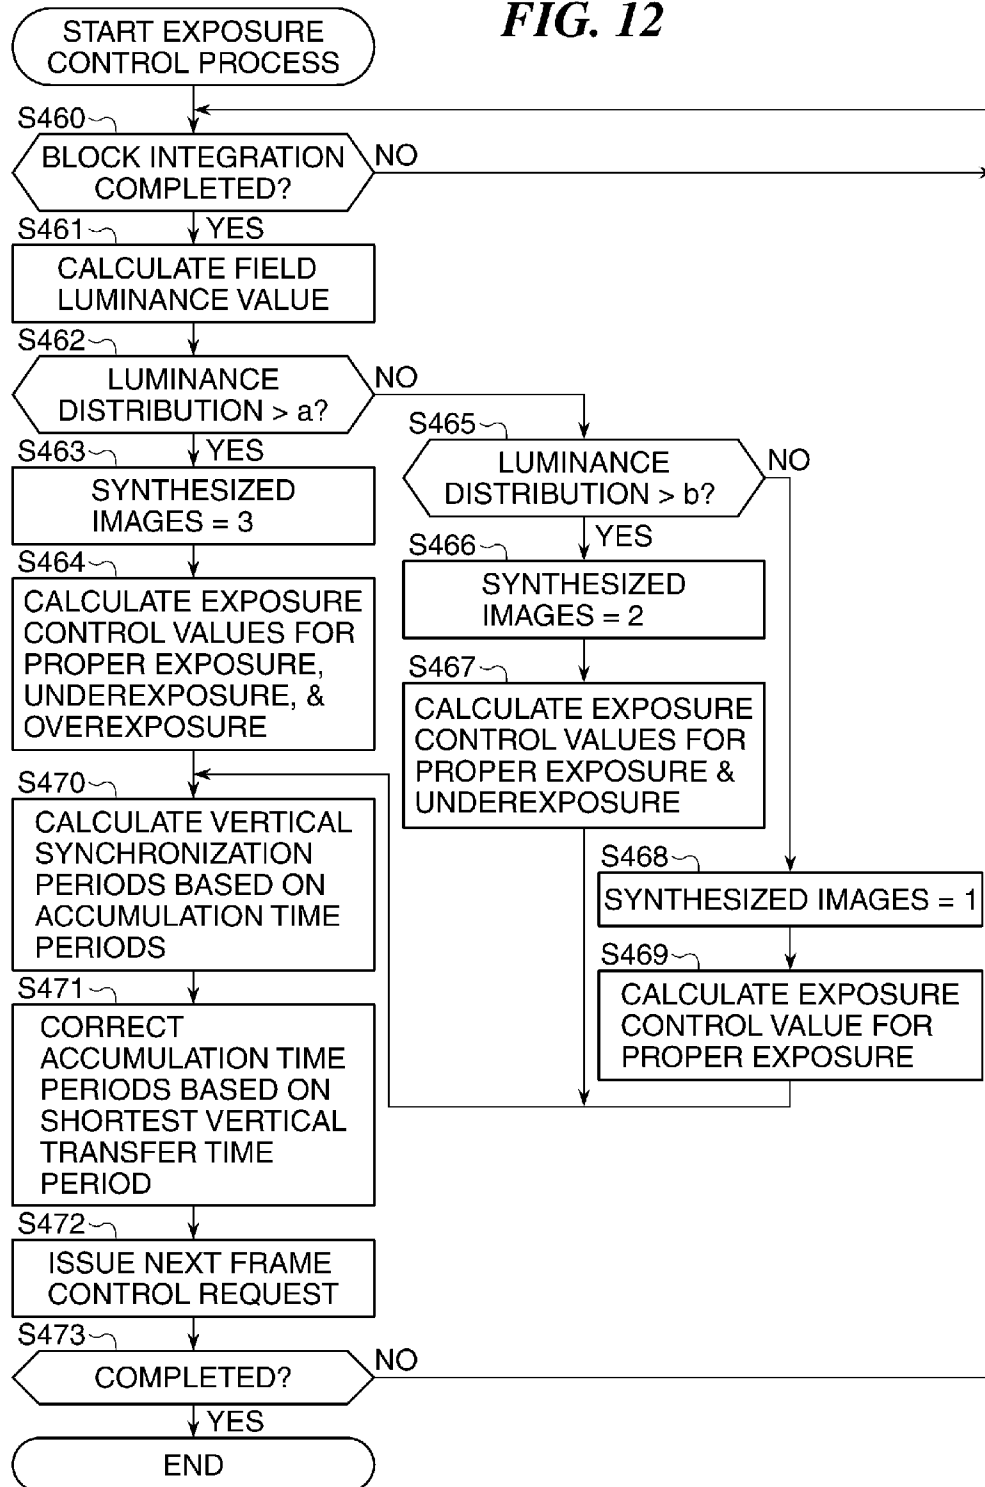 FIG. 12
START EXPOSURE
CONTROL PROCESS
S460
BLOCK INTEGRATION
COMPLETED?
NO
YES
S461
CALCULATE FIELD
LUMINANCE VALUE
S462
LUMINANCE
DISTRIBUTION > a?
NO
YES
S463
SYNTHESIZED
IMAGES = 3
S464
CALCULATE EXPOSURE
CONTROL VALUES FOR
PROPER EXPOSURE,
UNDEREXPOSURE, &
OVEREXPOSURE
S465
LUMINANCE
DISTRIBUTION > b?
NO
YES
S466
SYNTHESIZED
IMAGES = 2
S467
CALCULATE EXPOSURE
CONTROL VALUES FOR
PROPER EXPOSURE &
UNDEREXPOSURE
S468
SYNTHESIZED IMAGES = 1
S469
CALCULATE EXPOSURE
CONTROL VALUE FOR
PROPER EXPOSURE
S470
CALCULATE VERTICAL
SYNCHRONIZATION
PERIODS BASED ON
ACCUMULATION TIME
PERIODS
S471
CORRECT
ACCUMULATION TIME
PERIODS BASED ON
SHORTEST VERTICAL
TRANSFER TIME
PERIOD
S472
ISSUE NEXT FRAME
CONTROL REQUEST
S473
COMPLETED?
NO
YES
END